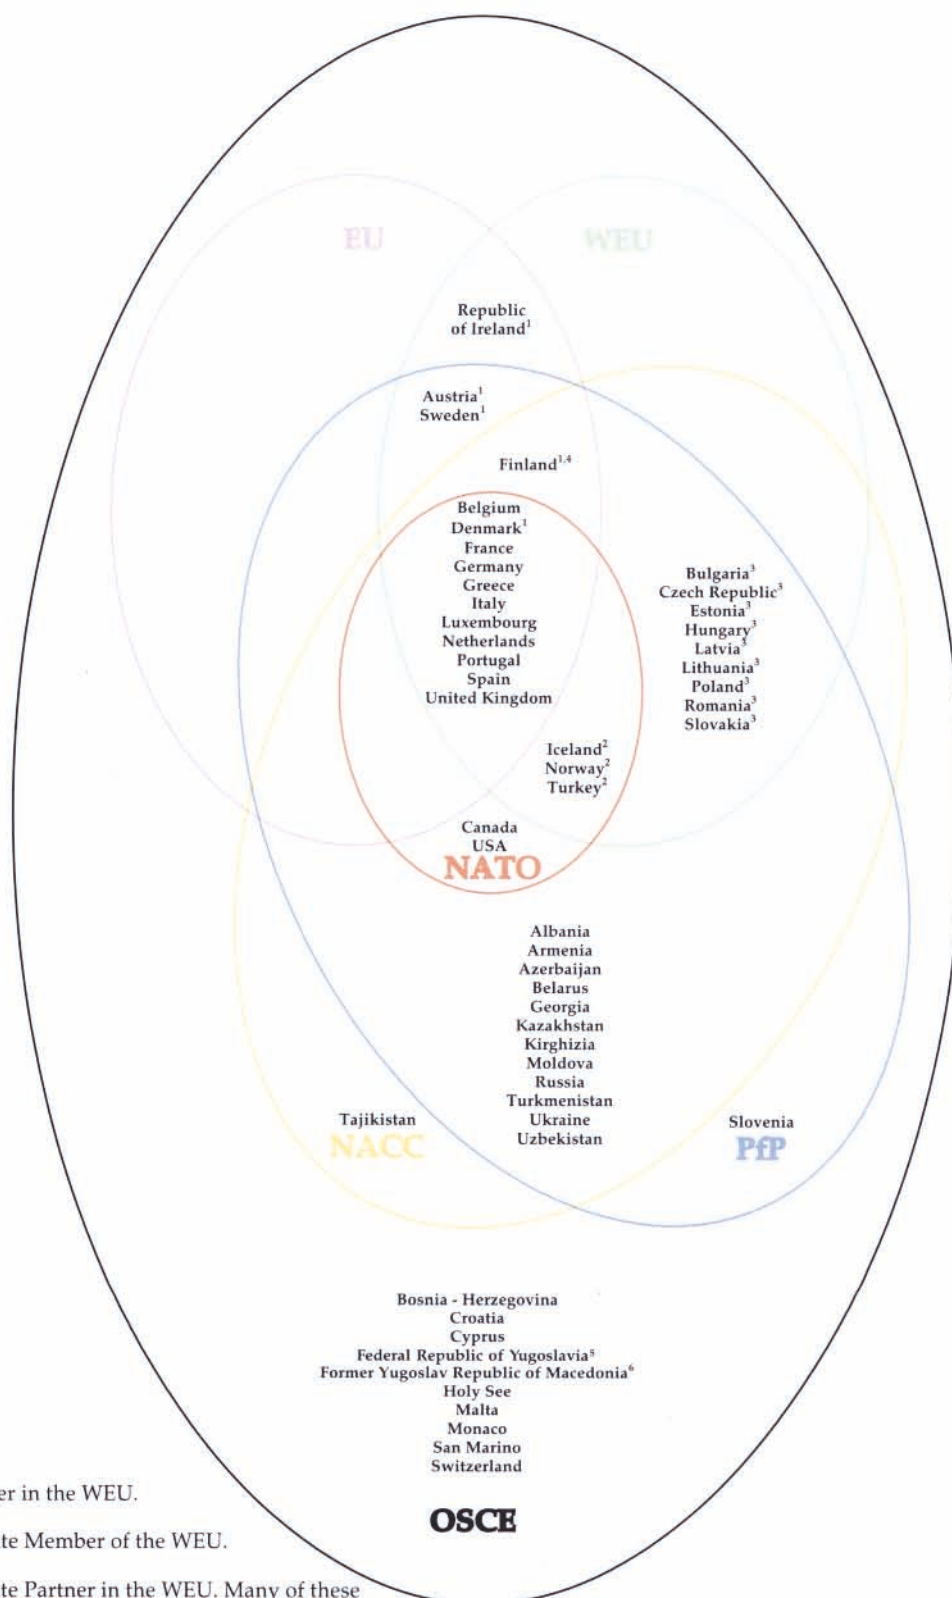 EU
WEU
Republic
of Ireland¹
Austria¹
Sweden¹
Finland¹,⁴
Belgium
Denmark¹
France
Germany
Greece
Italy
Luxembourg
Netherlands
Portugal
Spain
United Kingdom
Bulgaria³
Czech Republic³
Estonia³
Hungary³
Latvia³
Lithuania³
Poland³
Romania³
Slovakia³
Iceland²
Norway²
Turkey²
Canada
USA
NATO
Albania
Armenia
Azerbaijan
Belarus
Georgia
Kazakhstan
Kirghizia
Moldova
Russia
Turkmenistan
Ukraine
Uzbekistan
Tajikistan
NACC
Slovenia
PfP
Bosnia - Herzegovina
Croatia
Cyprus
Federal Republic of Yugoslavia⁵
Former Yugoslav Republic of Macedonia⁶
Holy See
Malta
Monaco
San Marino
Switzerland
OSCE
er in the WEU.
te Member of the WEU.
te Partner in the WEU. Many of these